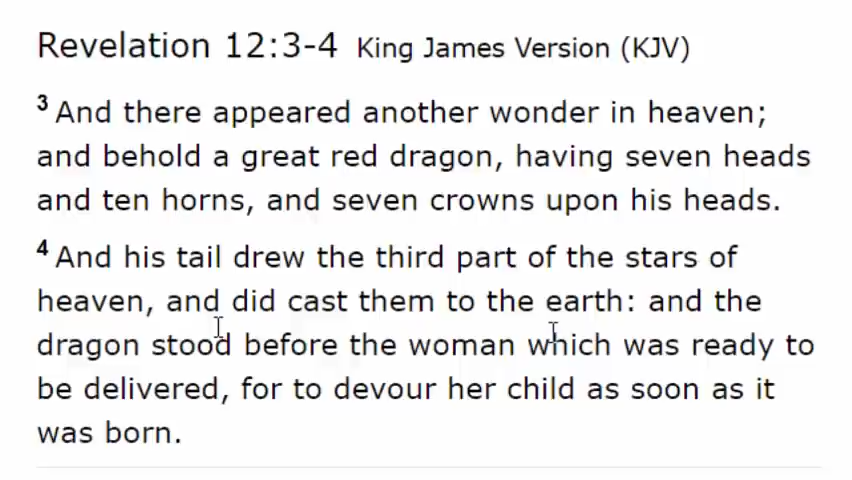 Revelation 12:3-4 King James Version (KJV)
3 And there appeared another wonder in heaven;
and behold a great red dragon, having seven heads
and ten horns, and seven crowns upon his heads.
4 And his tail drew the third part of the stars of
heaven, and did cast them to the earth: and the
dragon stood before the woman which was ready to
be delivered, for to devour her child as soon as it
was born.